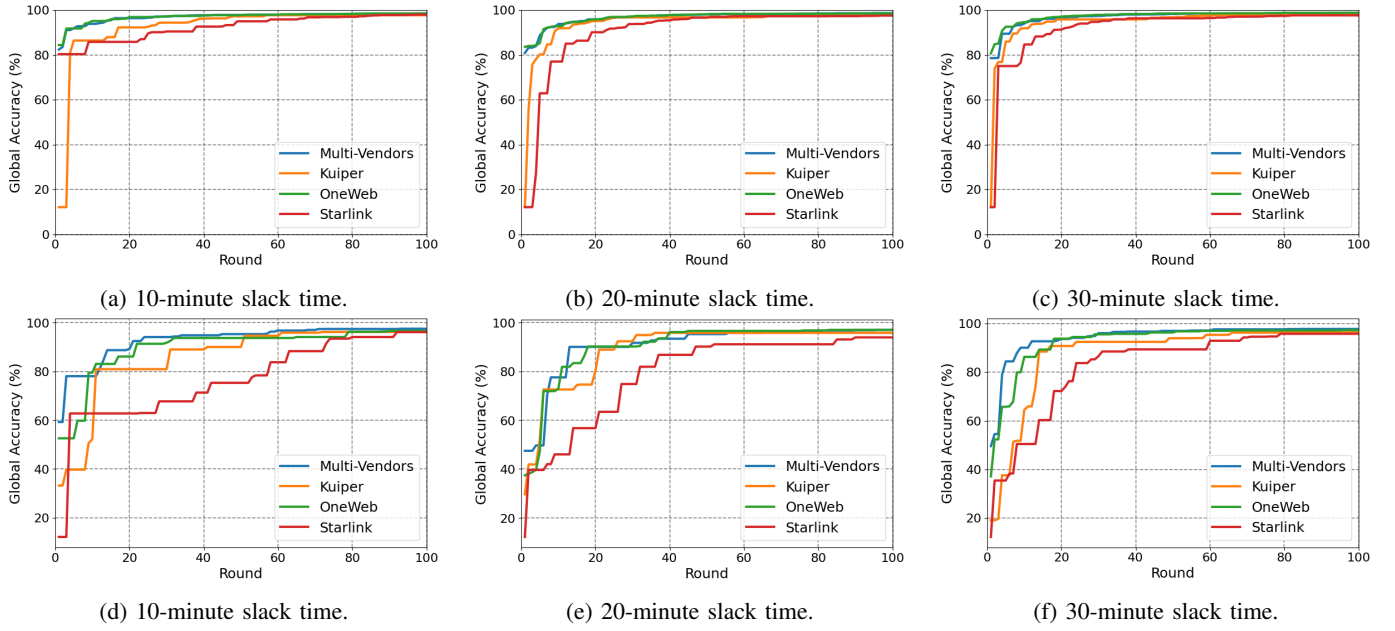 Global Accuracy (%)
100
80
60
40
20
0
0 20 40 60 80 100
Round
Multi-Vendors
Kuiper
OneWeb
Starlink
(a) 10-minute slack time.
Global Accuracy (%)
100
80
60
40
20
0
0 20 40 60 80 100
Round
Multi-Vendors
Kuiper
OneWeb
Starlink
(b) 20-minute slack time.
Global Accuracy (%)
100
80
60
40
20
0
0 20 40 60 80 100
Round
Multi-Vendors
Kuiper
OneWeb
Starlink
(c) 30-minute slack time.
Global Accuracy (%)
100
80
60
40
20
0 20 40 60 80 100
Round
Multi-Vendors
Kuiper
OneWeb
Starlink
(d) 10-minute slack time.
Global Accuracy (%)
100
80
60
40
20
0 20 40 60 80 100
Round
Multi-Vendors
Kuiper
OneWeb
Starlink
(e) 20-minute slack time.
Global Accuracy (%)
100
80
60
40
20
0 20 40 60 80 100
Round
Multi-Vendors
Kuiper
OneWeb
Starlink
(f) 30-minute slack time.